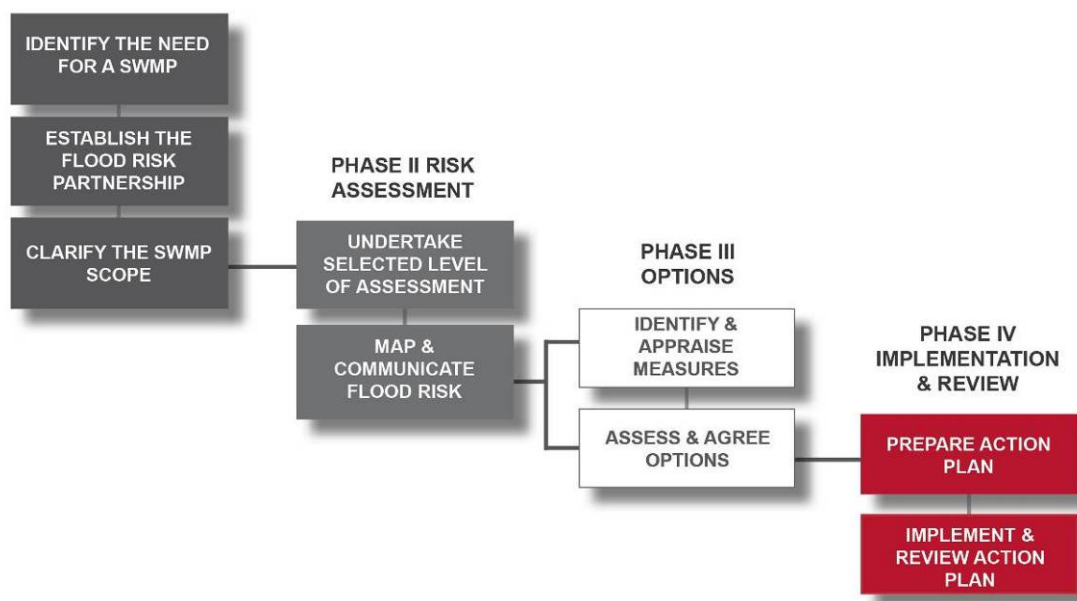 IDENTIFY THE NEED
FOR A SWMP
ESTABLISH THE
FLOOD RISK
PARTNERSHIP
CLARIFY THE SWMP
SCOPE
PHASE II RISK
ASSESSMENT
UNDERTAKE
SELECTED LEVEL
OF ASSESSMENT
MAP &
COMMUNICATE
FLOOD RISK
PHASE III
OPTIONS
IDENTIFY &
APPRAISE
MEASURES
ASSESS & AGREE
OPTIONS
PHASE IV
IMPLEMENTATION
& REVIEW
PREPARE ACTION
PLAN
IMPLEMENT &
REVIEW ACTION
PLAN